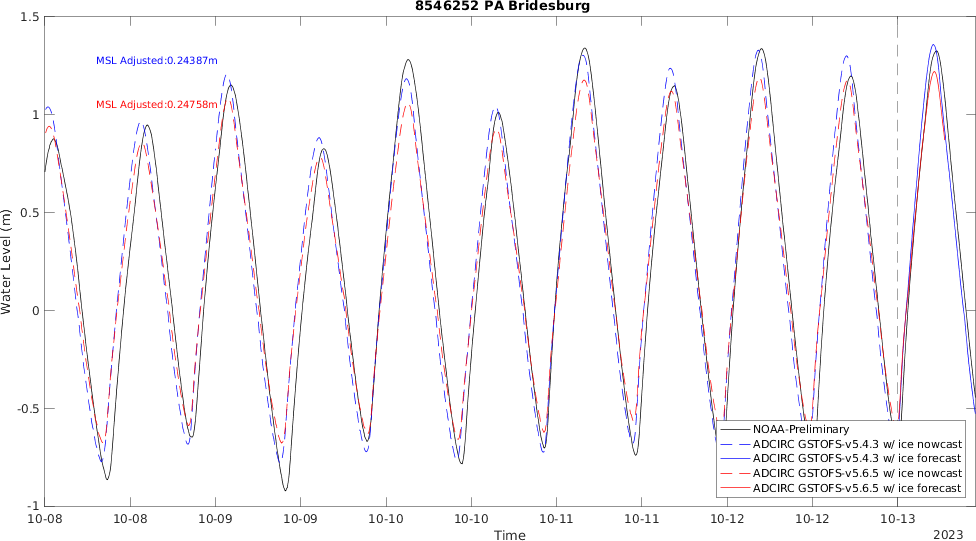 8546252 PA Bridesburg
1.5
MSL Adjusted:0.24387m
MSL Adjusted:0.24758m
1
0.5
Water Level (m)
0
-0.5
-1
NOAA-Preliminary
ADCIRC GSTOFS-v5.4.3 w/ ice nowcast
ADCIRC GSTOFS-v5.4.3 w/ ice forecast
ADCIRC GSTOFS-v5.6.5 w/ ice nowcast
ADCIRC GSTOFS-v5.6.5 w/ ice forecast
10-08 10-08 10-09 10-09 10-10 10-10 10-11 10-11 10-12 10-12 10-13
Time
2023